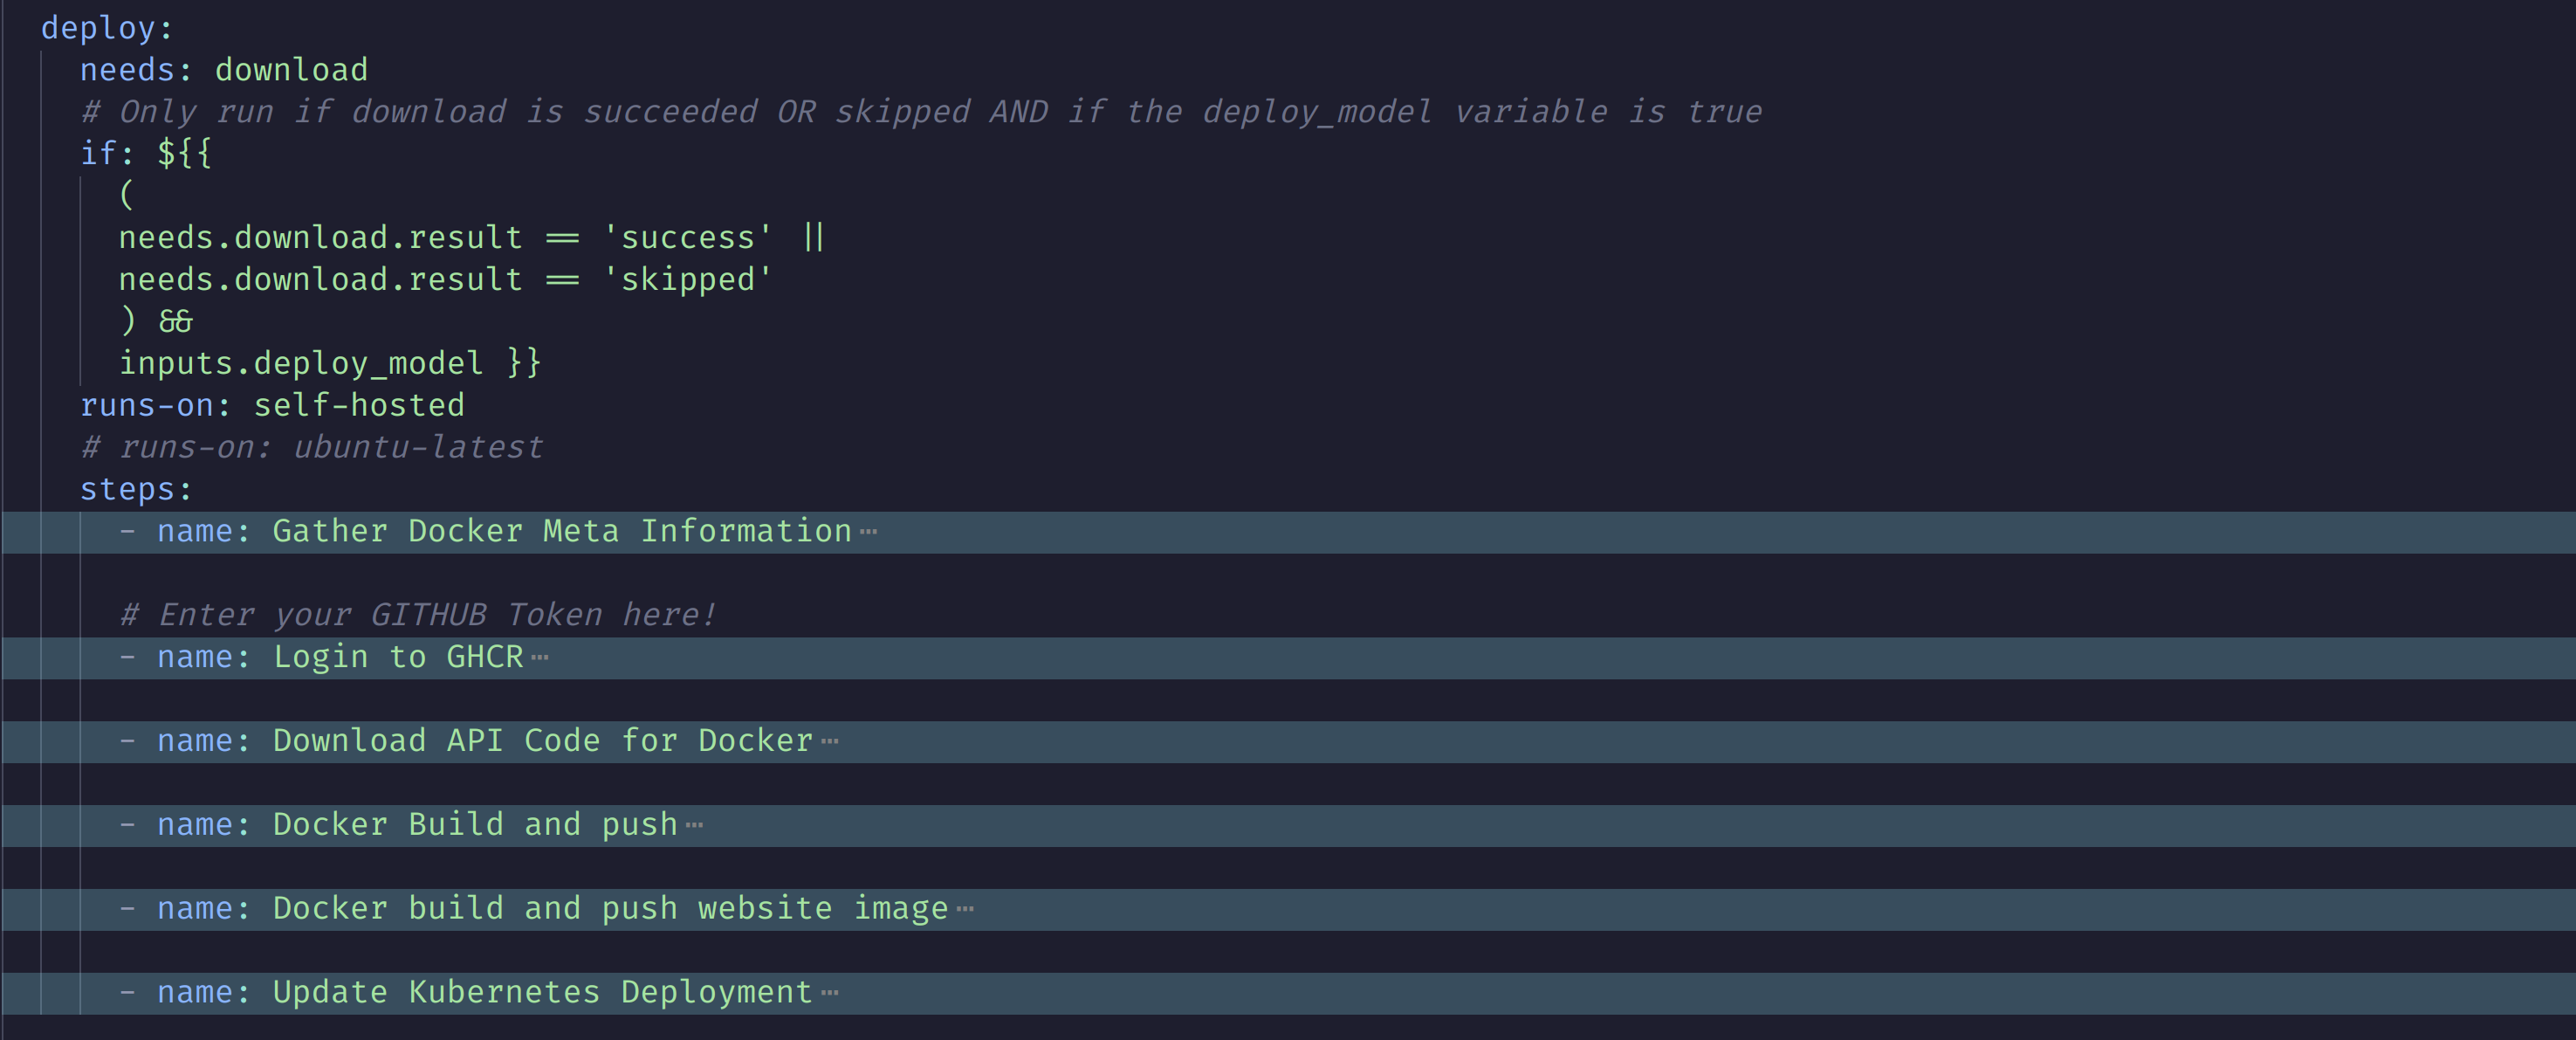 deploy:
needs: download
# Only run if download is succeeded OR skipped AND if the deploy_model variable is true
if: ${{
(
needs.download.result == 'success' ||
needs.download.result == 'skipped'
) &&
inputs.deploy_model }}
runs-on: self-hosted
# runs-on: ubuntu-latest
steps:
- name: Gather Docker Meta Information…
# Enter your GITHUB Token here!
- name: Login to GHCR…
- name: Download API Code for Docker…
- name: Docker Build and push…
- name: Docker build and push website image…
- name: Update Kubernetes Deployment…